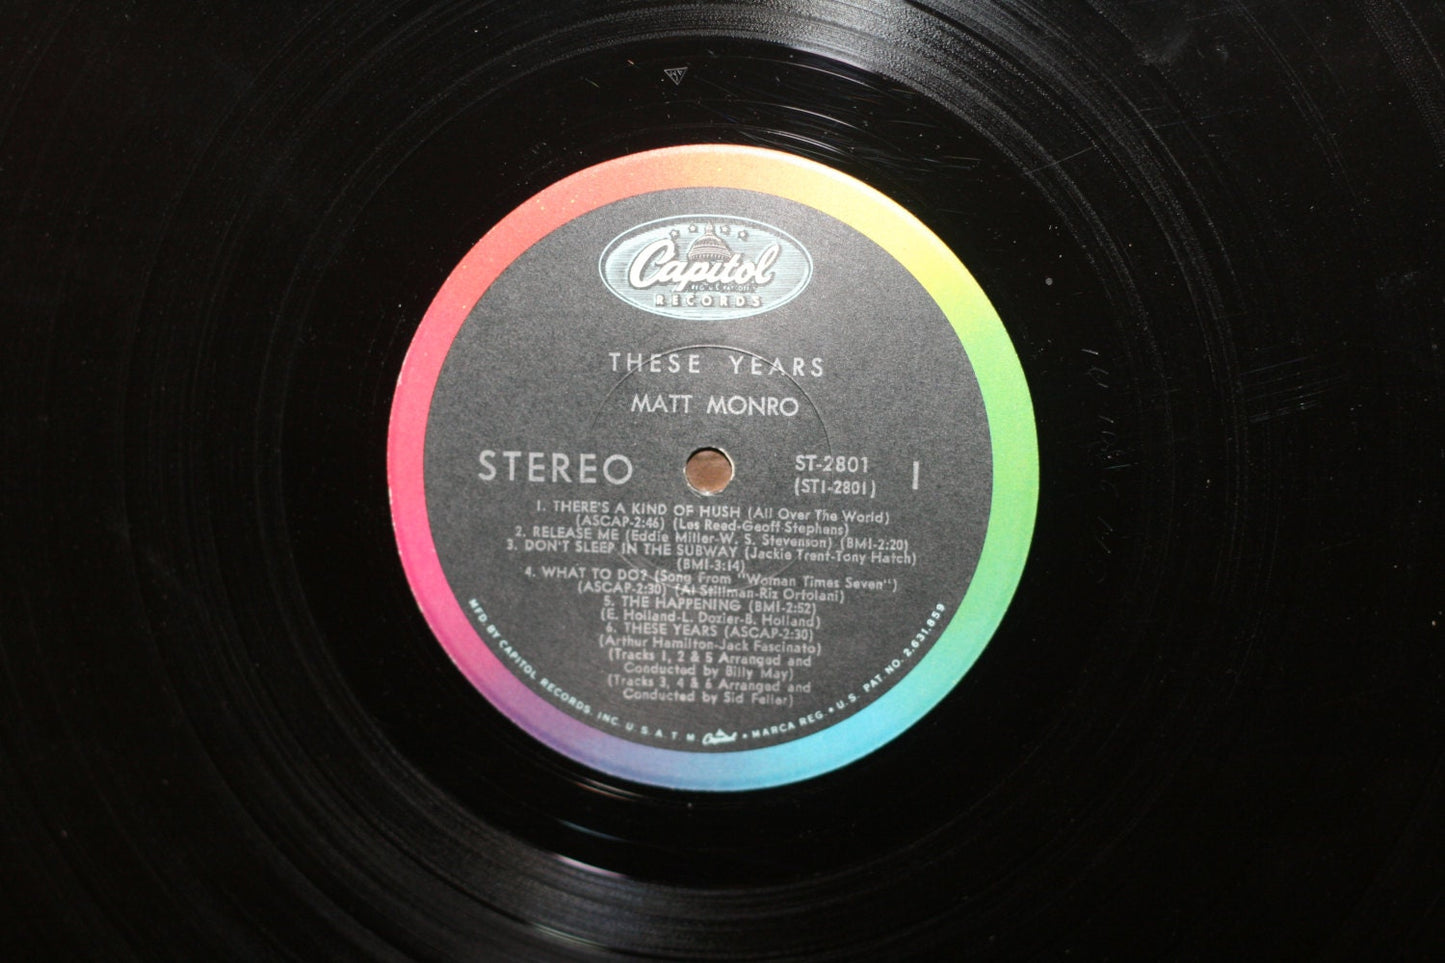 Capitol
REG. U.S. PAT. OFF.
RECORDS
THESE YEARS
MATT MONRO
STEREO
ST-2801
(ST1-2801)
1
1. THERE'S A KIND OF HUSH (All Over The World)
(ASCAP-2:46) (Les Reed-Geoff Stephens)
2. RELEASE ME (Eddie Miller-W. S. Stevenson) (BMI-2:20)
3. DON'T SLEEP IN THE SUBWAY (Jackie Trent-Tony Hatch)
(BMI-3:14)
4. WHAT TO DO? (Song From "Woman Times Seven")
(ASCAP-2:30) (Al Stillman-Riz Ortolani)
5. THE HAPPENING (BMI-2:52)
(E. Holland-L. Dozier-B. Holland)
6. THESE YEARS (ASCAP-2:30)
(Arthur Hamilton-Jack Fascinato)
(Tracks 1, 2 & 5 Arranged and
Conducted by Billy May)
(Tracks 3, 4 & 6 Arranged and
Conducted by Sid Feller)
MFD. BY CAPITOL RECORDS, INC. U. S. A. T M Capitol • MARCA REG. • U.S. PAT. NO. 2,631,859